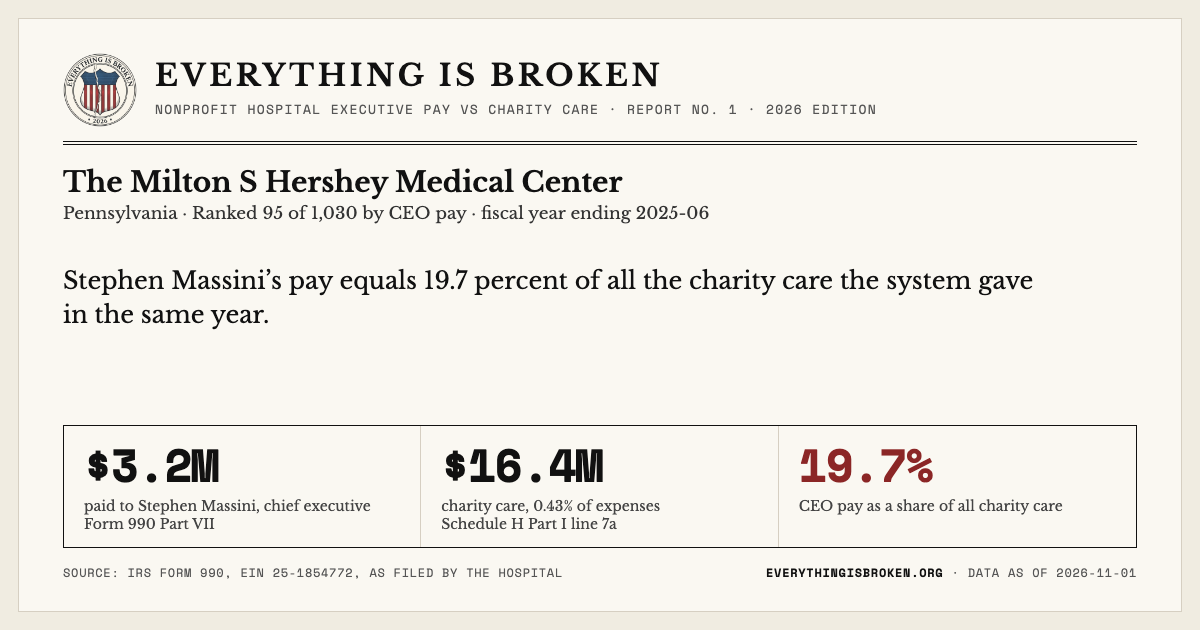 EVERYTHING IS BROKEN
2026
EVERYTHING IS BROKEN
NONPROFIT HOSPITAL EXECUTIVE PAY VS CHARITY CARE · REPORT NO. 1 · 2026 EDITION
The Milton S Hershey Medical Center
Pennsylvania · Ranked 95 of 1,030 by CEO pay · fiscal year ending 2025-06
Stephen Massini’s pay equals 19.7 percent of all the charity care the system gave
in the same year.
$3.2M
paid to Stephen Massini, chief executive
Form 990 Part VII
$16.4M
charity care, 0.43% of expenses
Schedule H Part I line 7a
19.7%
CEO pay as a share of all charity care
SOURCE: IRS FORM 990, EIN 25-1854772, AS FILED BY THE HOSPITAL
EVERYTHINGISBROKEN.ORG · DATA AS OF 2026-11-01